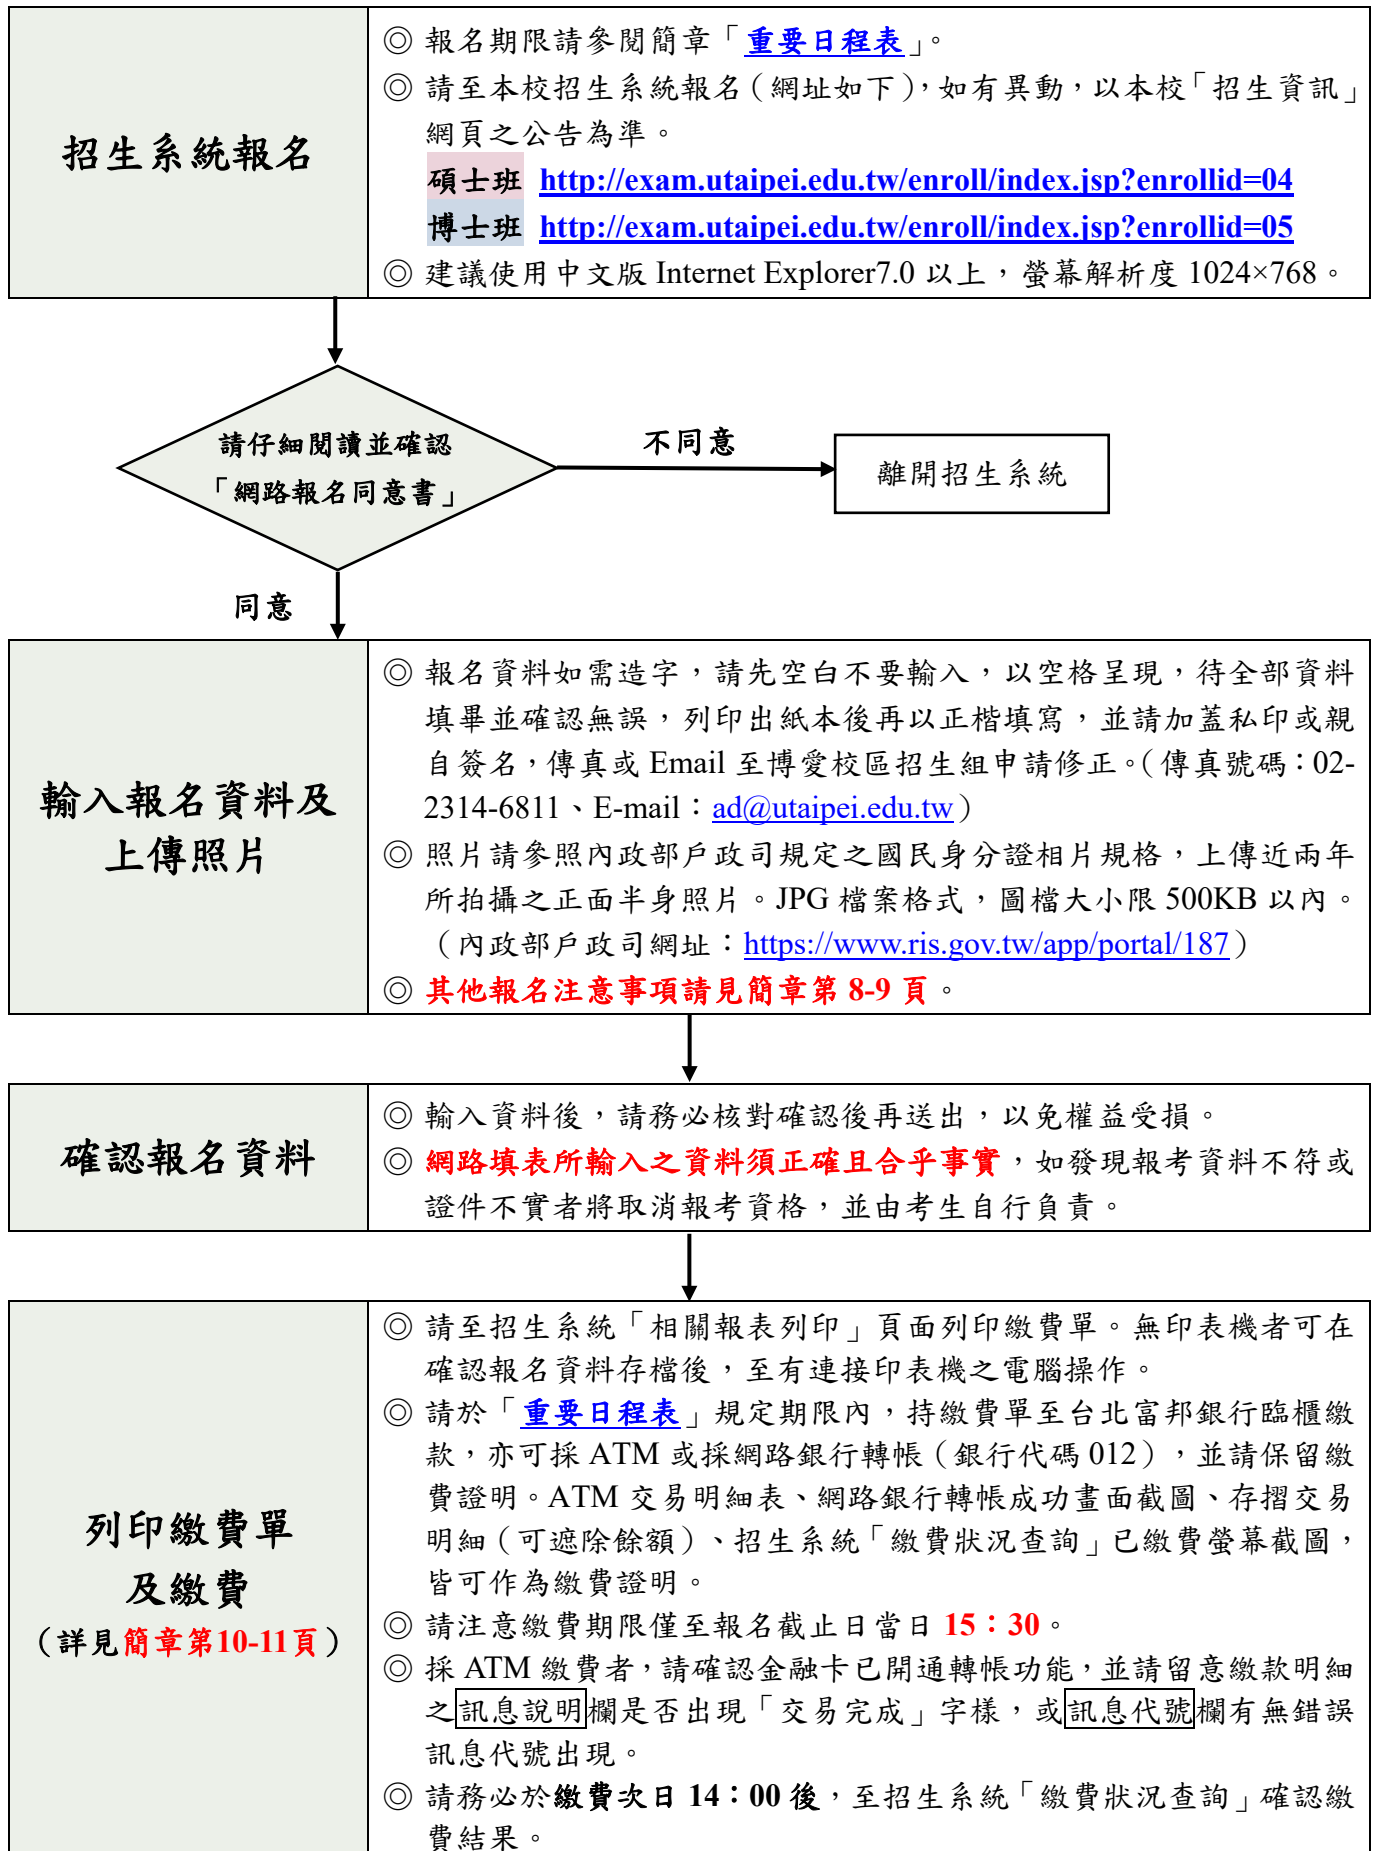 招生系統報名
◎ 報名期限請參閱簡章「重要日程表」。
◎ 請至本校招生系統報名（網址如下），如有異動，以本校「招生資訊」
網頁之公告為準。
碩士班 http://exam.utaipei.edu.tw/enroll/index.jsp?enrollid=04
博士班 http://exam.utaipei.edu.tw/enroll/index.jsp?enrollid=05
◎ 建議使用中文版 Internet Explorer7.0 以上，螢幕解析度 1024×768。
請仔細閱讀並確認
「網路報名同意書」
不同意
離開招生系統
同意
輸入報名資料及
上傳照片
◎ 報名資料如需造字，請先空白不要輸入，以空格呈現，待全部資料
填畢並確認無誤，列印出紙本後再以正楷填寫，並請加蓋私印或親
自簽名，傳真或 Email 至博愛校區招生組申請修正。（傳真號碼：02-
2314-6811、E-mail：ad@utaipei.edu.tw）
◎ 照片請參照內政部戶政司規定之國民身分證相片規格，上傳近兩年
所拍攝之正面半身照片。JPG 檔案格式，圖檔大小限 500KB 以內。
（內政部戶政司網址：https://www.ris.gov.tw/app/portal/187）
◎ 其他報名注意事項請見簡章第 8-9 頁。
確認報名資料
◎ 輸入資料後，請務必核對確認後再送出，以免權益受損。
◎ 網路填表所輸入之資料須正確且合乎事實，如發現報考資料不符或
證件不實者將取消報考資格，並由考生自行負責。
列印繳費單
及繳費
（詳見簡章第10-11頁）
◎ 請至招生系統「相關報表列印」頁面列印繳費單。無印表機者可在
確認報名資料存檔後，至有連接印表機之電腦操作。
◎ 請於「重要日程表」規定期限內，持繳費單至台北富邦銀行臨櫃繳
款，亦可採 ATM 或採網路銀行轉帳（銀行代碼 012），並請保留繳
費證明。ATM 交易明細表、網路銀行轉帳成功畫面截圖、存摺交易
明細（可遮除餘額）、招生系統「繳費狀況查詢」已繳費螢幕截圖，
皆可作為繳費證明。
◎ 請注意繳費期限僅至報名截止日當日 15：30。
◎ 採 ATM 繳費者，請確認金融卡已開通轉帳功能，並請留意繳款明細
之訊息說明欄是否出現「交易完成」字樣，或訊息代號欄有無錯誤
訊息代號出現。
◎ 請務必於繳費次日 14：00 後，至招生系統「繳費狀況查詢」確認繳
費結果。